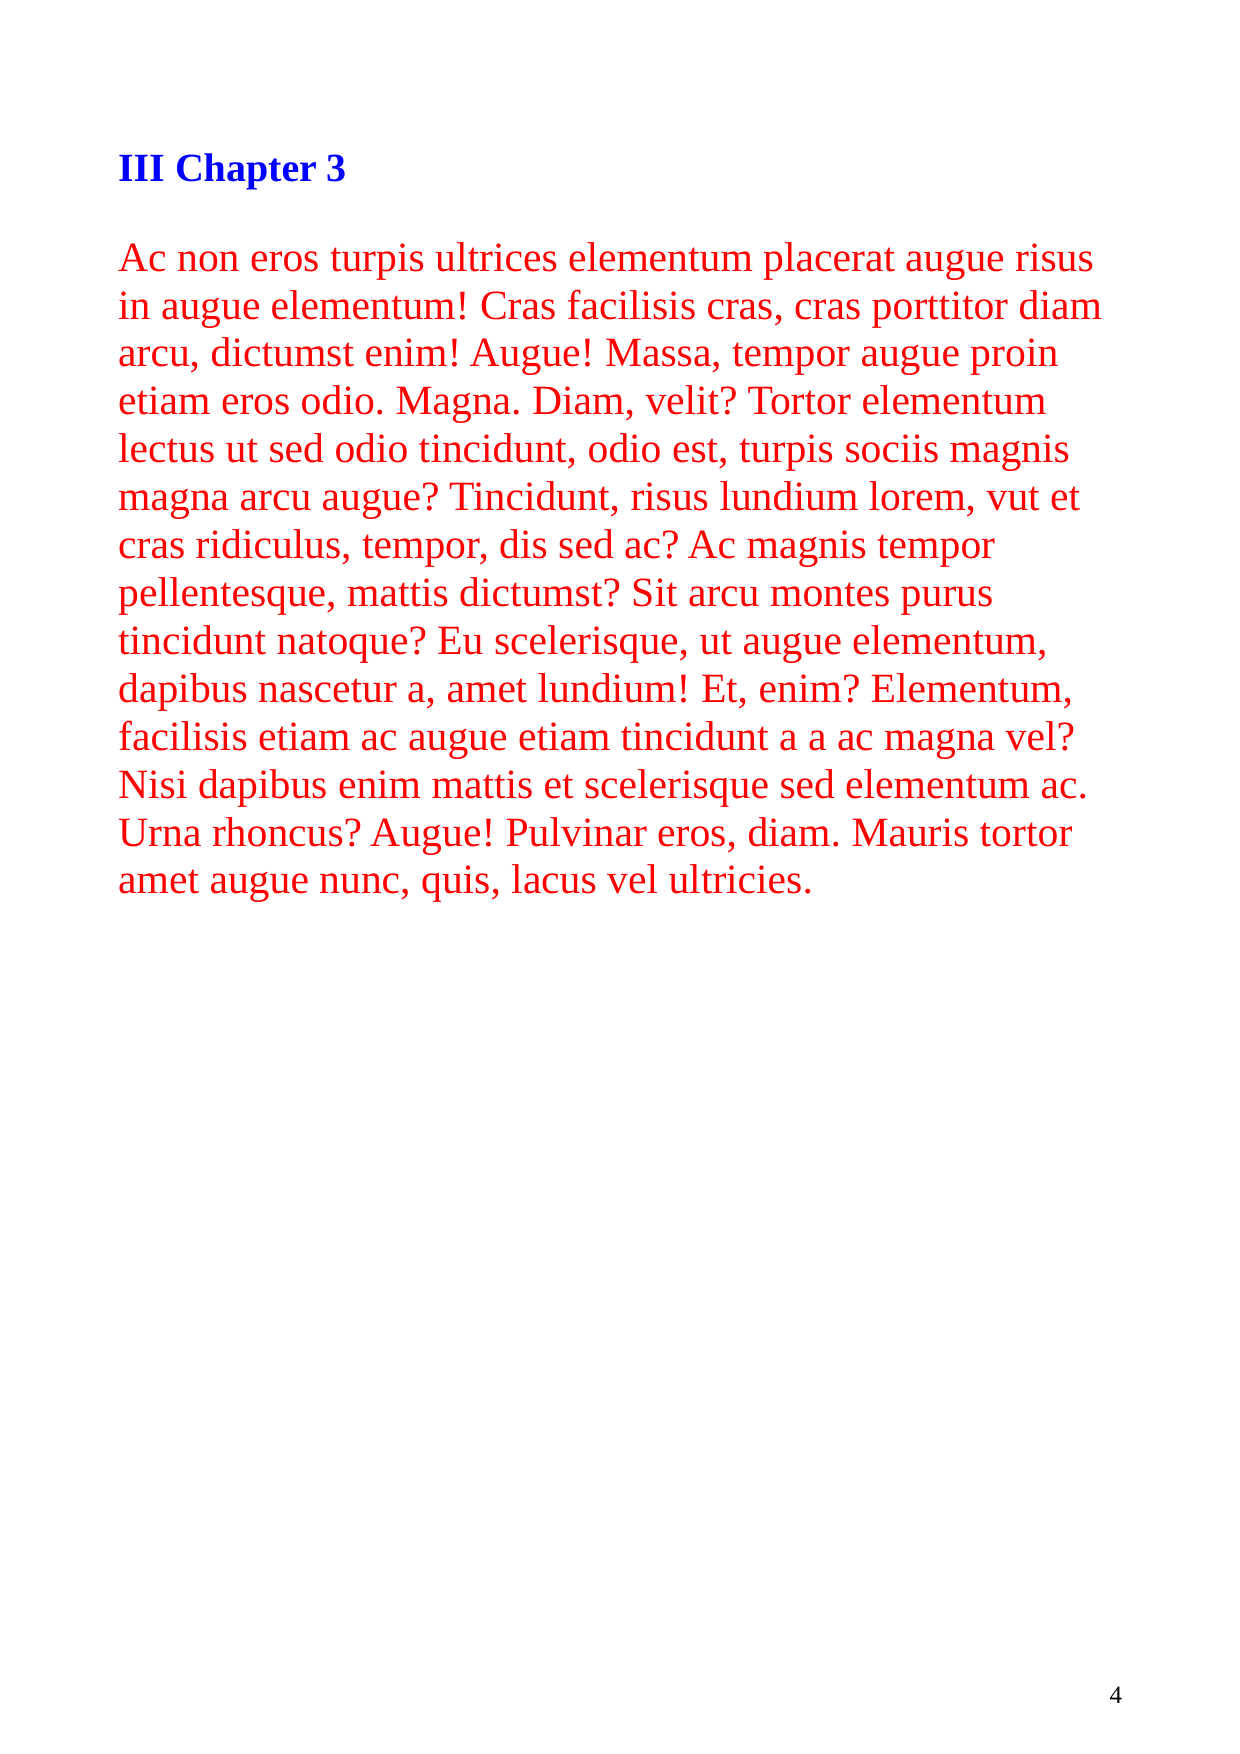 III Chapter 3
Ac non eros turpis ultrices elementum placerat augue risus
in augue elementum! Cras facilisis cras, cras porttitor diam
arcu, dictumst enim! Augue! Massa, tempor augue proin
etiam eros odio. Magna. Diam, velit? Tortor elementum
lectus ut sed odio tincidunt, odio est, turpis sociis magnis
magna arcu augue? Tincidunt, risus lundium lorem, vut et
cras ridiculus, tempor, dis sed ac? Ac magnis tempor
pellentesque, mattis dictumst? Sit arcu montes purus
tincidunt natoque? Eu scelerisque, ut augue elementum,
dapibus nascetur a, amet lundium! Et, enim? Elementum,
facilisis etiam ac augue etiam tincidunt a a ac magna vel?
Nisi dapibus enim mattis et scelerisque sed elementum ac.
Urna rhoncus? Augue! Pulvinar eros, diam. Mauris tortor
amet augue nunc, quis, lacus vel ultricies.
4